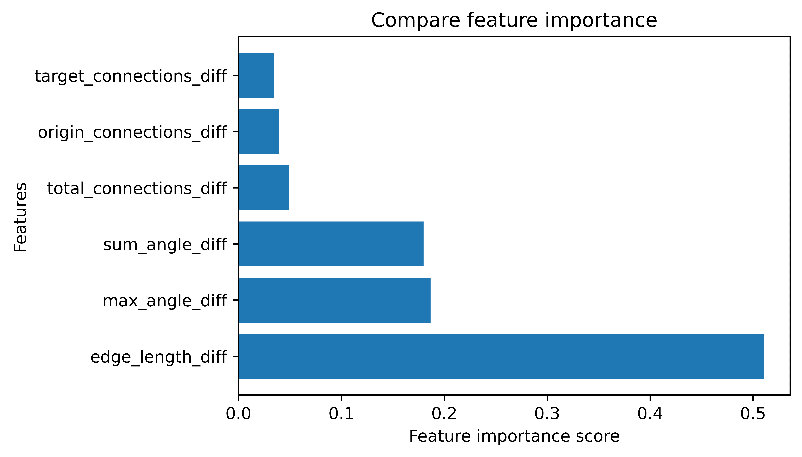 Compare feature importance
target_connections_diff
origin_connections_diff
total_connections_diff
sum_angle_diff
max_angle_diff
edge_length_diff
Features
0.0 0.1 0.2 0.3 0.4 0.5
Feature importance score